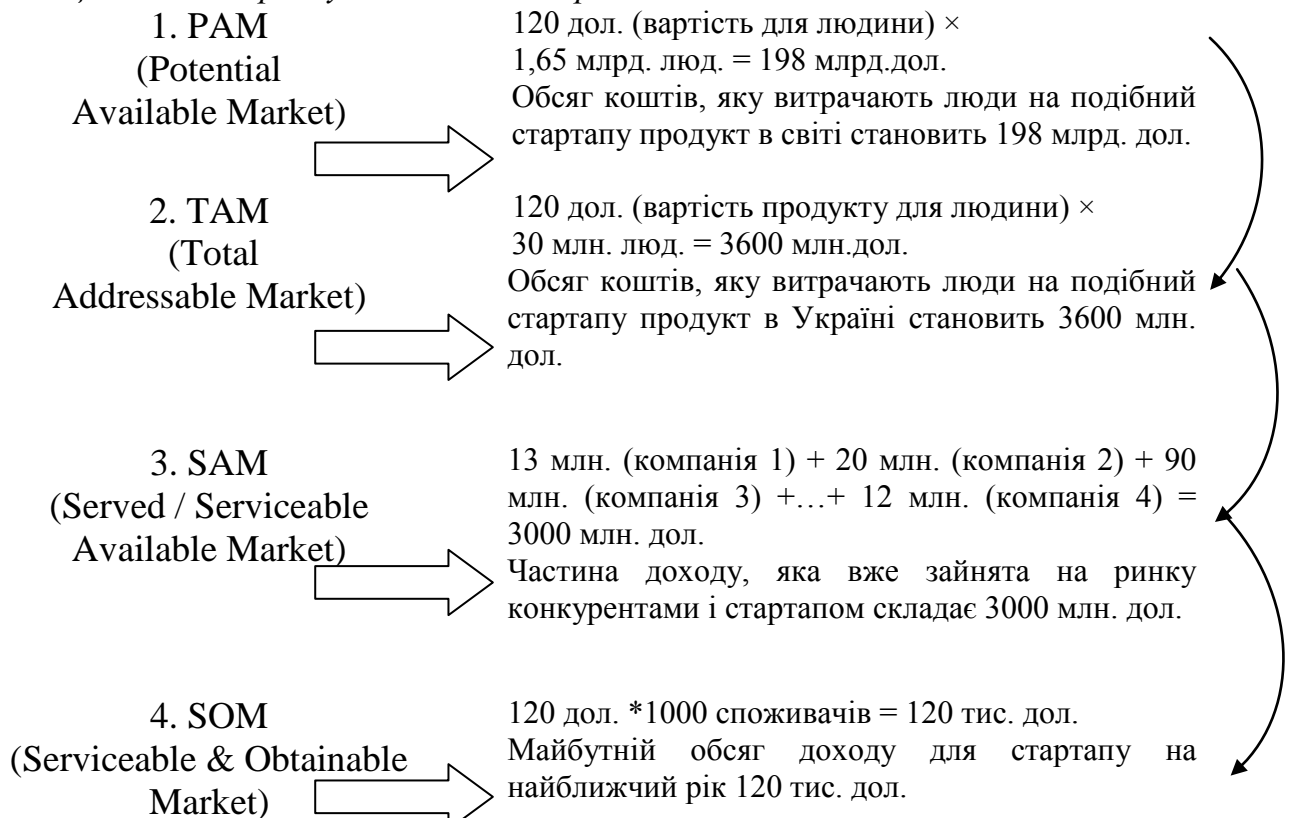 1. PAM
(Potential
Available Market)
120 дол. (вартість для людини) ×
1,65 млрд. люд. = 198 млрд.дол.
Обсяг коштів, яку витрачають люди на подібний
стартапу продукт в світі становить 198 млрд. дол.
2. TAM
(Total
Addressable Market)
120 дол. (вартість продукту для людини) ×
30 млн. люд. = 3600 млн.дол.
Обсяг коштів, яку витрачають люди на подібний
стартапу продукт в Україні становить 3600 млн.
дол.
3. SAM
(Served / Serviceable
Available Market)
13 млн. (компанія 1) + 20 млн. (компанія 2) + 90
млн. (компанія 3) +…+ 12 млн. (компанія 4) =
3000 млн. дол.
Частина доходу, яка вже зайнята на ринку
конкурентами і стартапом складає 3000 млн. дол.
4. SOM
(Serviceable & Obtainable
Market)
120 дол. *1000 споживачів = 120 тис. дол.
Майбутній обсяг доходу для стартапу на
найближчий рік 120 тис. дол.